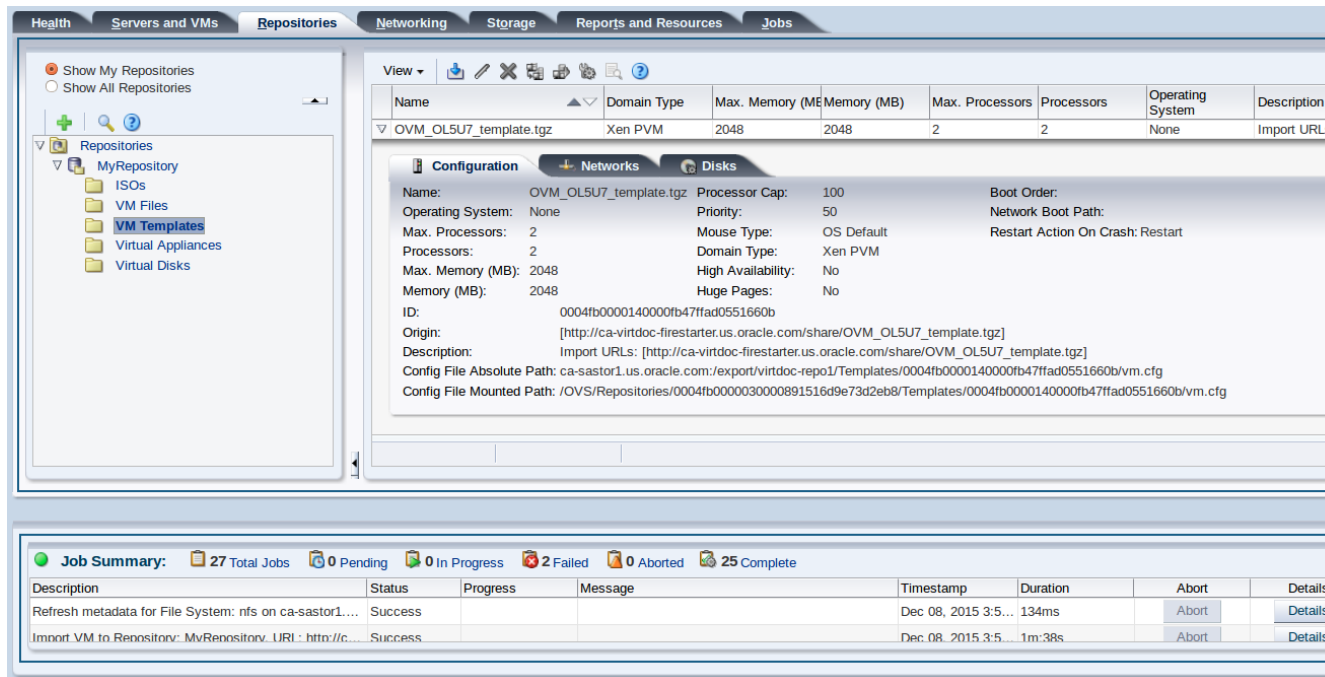 Health Servers and VMs Repositories Networking Storage Reports and Resources Jobs
Show My Repositories
Show All Repositories
Repositories
MyRepository
ISOs
VM Files
VM Templates
Virtual Appliances
Virtual Disks
View
Name Domain Type Max. Memory (MB Memory (MB) Max. Processors Processors Operating System Description
OVM_OL5U7_template.tgz Xen PVM 2048 2048 2 2 None Import URL
Configuration Networks Disks
Name: OVM_OL5U7_template.tgz Processor Cap: 100 Boot Order:
Operating System: None Priority: 50 Network Boot Path:
Max. Processors: 2 Mouse Type: OS Default Restart Action On Crash: Restart
Processors: 2 Domain Type: Xen PVM
Max. Memory (MB): 2048 High Availability: No
Memory (MB): 2048 Huge Pages: No
ID: 0004fb0000140000fb47ffad0551660b
Origin: [http://ca-virtdoc-firestarter.us.oracle.com/share/OVM_OL5U7_template.tgz]
Description: Import URLs: [http://ca-virtdoc-firestarter.us.oracle.com/share/OVM_OL5U7_template.tgz]
Config File Absolute Path: ca-sastor1.us.oracle.com:/export/virtdoc-repo1/Templates/0004fb0000140000fb47ffad0551660b/vm.cfg
Config File Mounted Path: /OVS/Repositories/0004fb0000030000891516d9e73d2eb8/Templates/0004fb0000140000fb47ffad0551660b/vm.cfg
Job Summary: 27 Total Jobs 0 Pending 0 In Progress 2 Failed 0 Aborted 25 Complete
Description Status Progress Message Timestamp Duration Abort Details
Refresh metadata for File System: nfs on ca-sastor1.... Success Dec 08, 2015 3:5... 134ms Abort Details
Import VM to Repository: MyRepository, URL: http://c... Success Dec 08, 2015 3:5... 1m:38s Abort Details